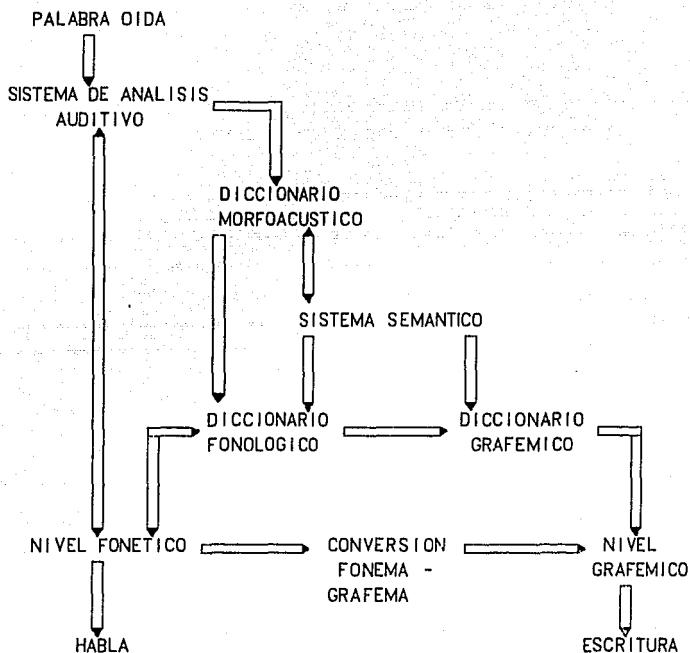 PALABRA OIDA
SISTEMA DE ANALISIS
AUDITIVO
DICCIONARIO
MORFOACUSTICO
SISTEMA SEMANTICO
DICCIONARIO
FONOLOGICO
DICCIONARIO
GRAFEMICO
NIVEL FONETICO
CONVERSION
FONEMA -
GRAFEMA
NIVEL
GRAFEMICO
HABLA
ESCRITURA